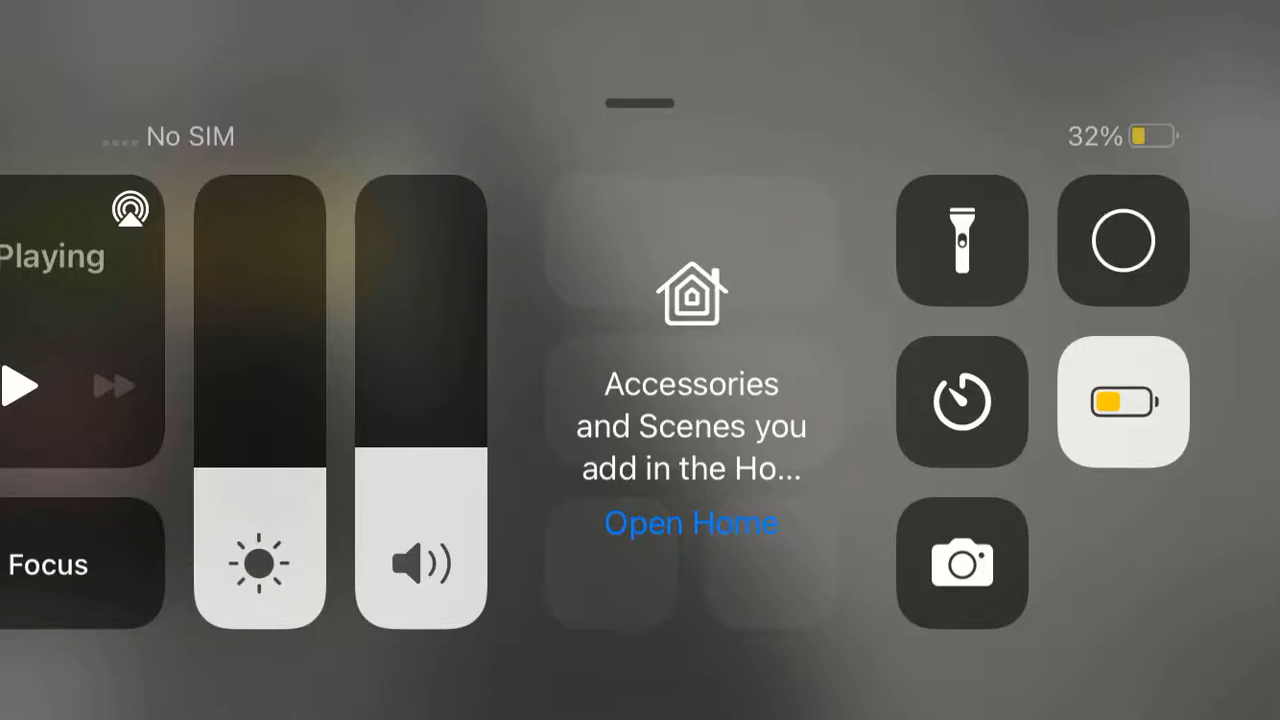 No SIM
32%
Playing
Focus
Accessories
and Scenes you
add in the Ho...
Open Home